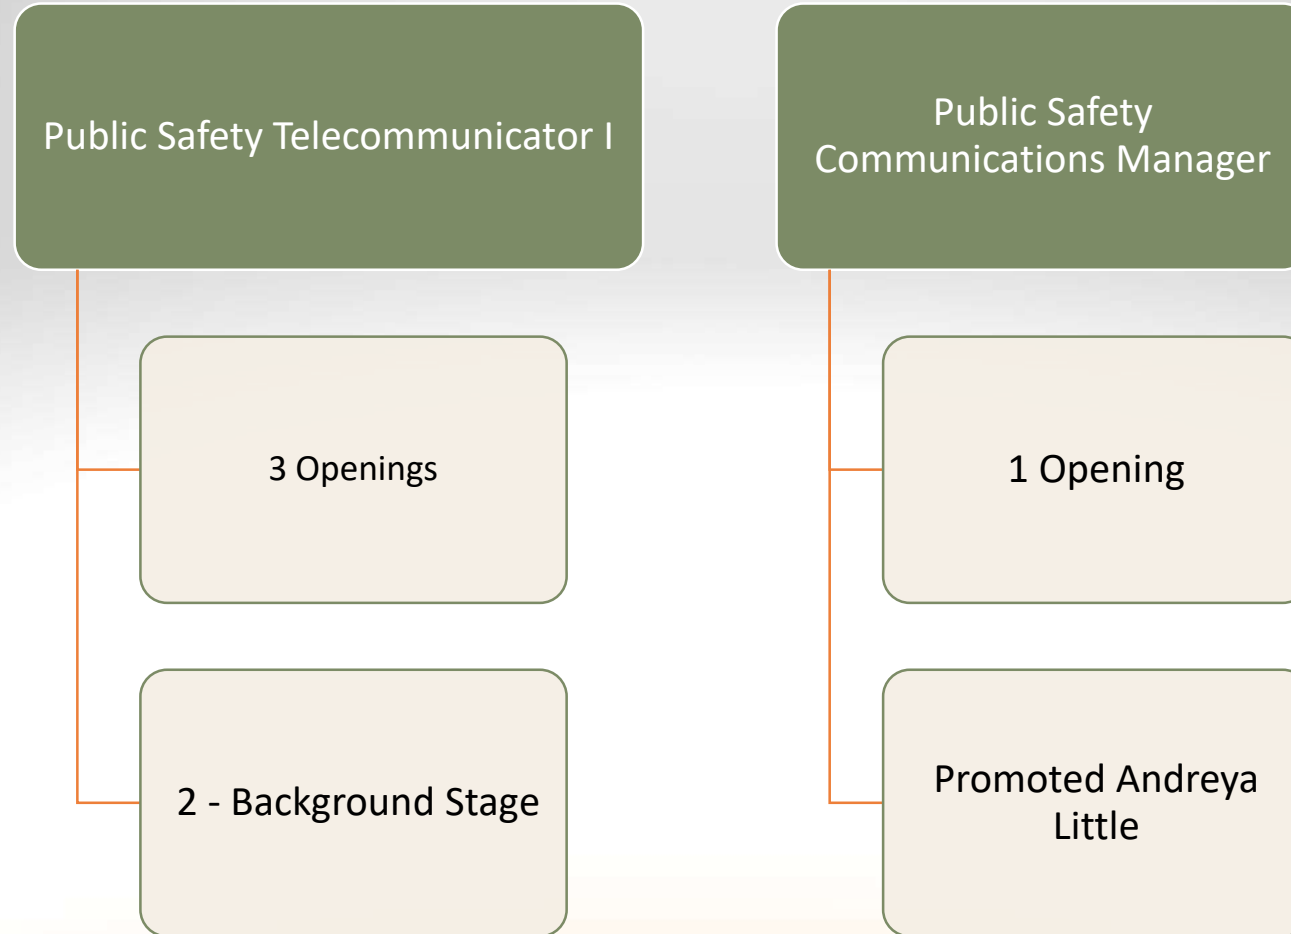 Public Safety Telecommunicator I
3 Openings
2 - Background Stage
Public Safety
Communications Manager
1 Opening
Promoted Andreya
Little